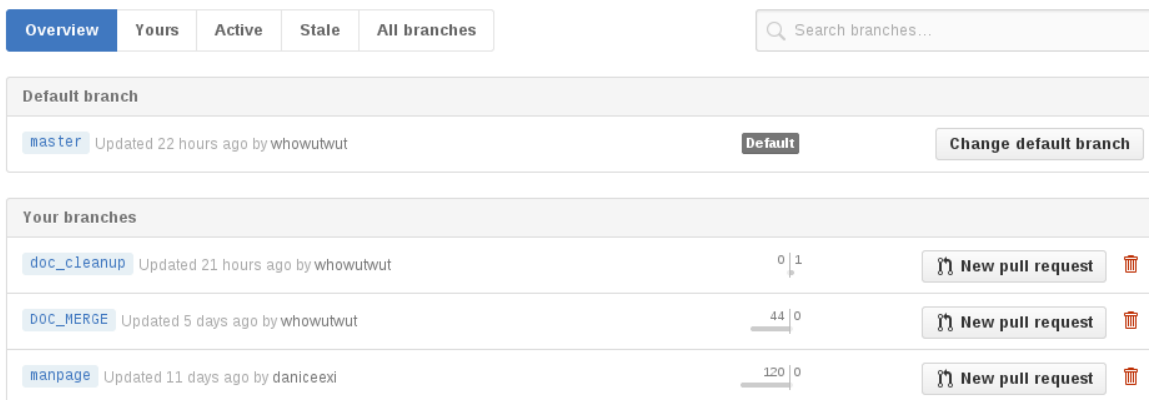 Overview Yours Active Stale All branches Search branches...
Default branch
master Updated 22 hours ago by whowutwut Default Change default branch
Your branches
doc_cleanup Updated 21 hours ago by whowutwut 0 1 New pull request
DOC_MERGE Updated 5 days ago by whowutwut 44 0 New pull request
manpage Updated 11 days ago by daniceexi 120 0 New pull request